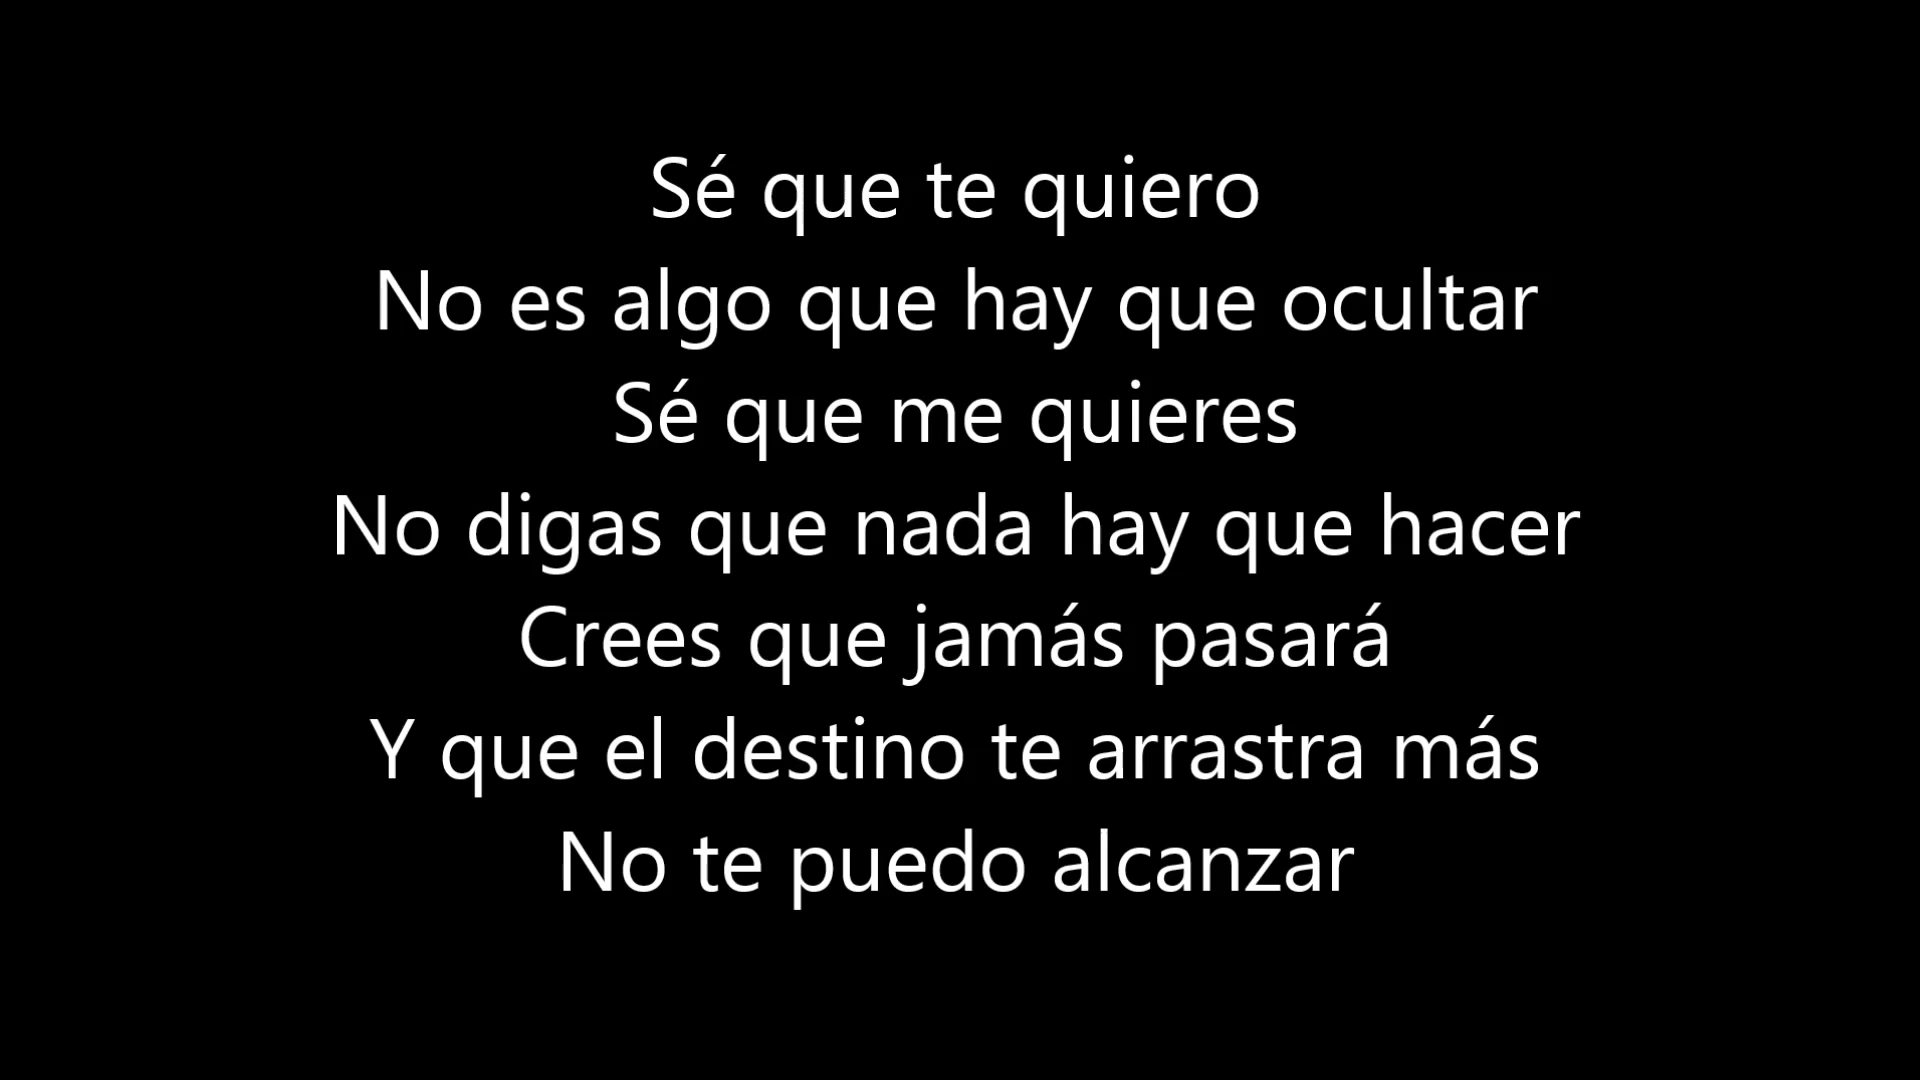 Sé que te quiero
No es algo que hay que ocultar
Sé que me quieres
No digas que nada hay que hacer
Crees que jamás pasará
Y que el destino te arrastra más
No te puedo alcanzar